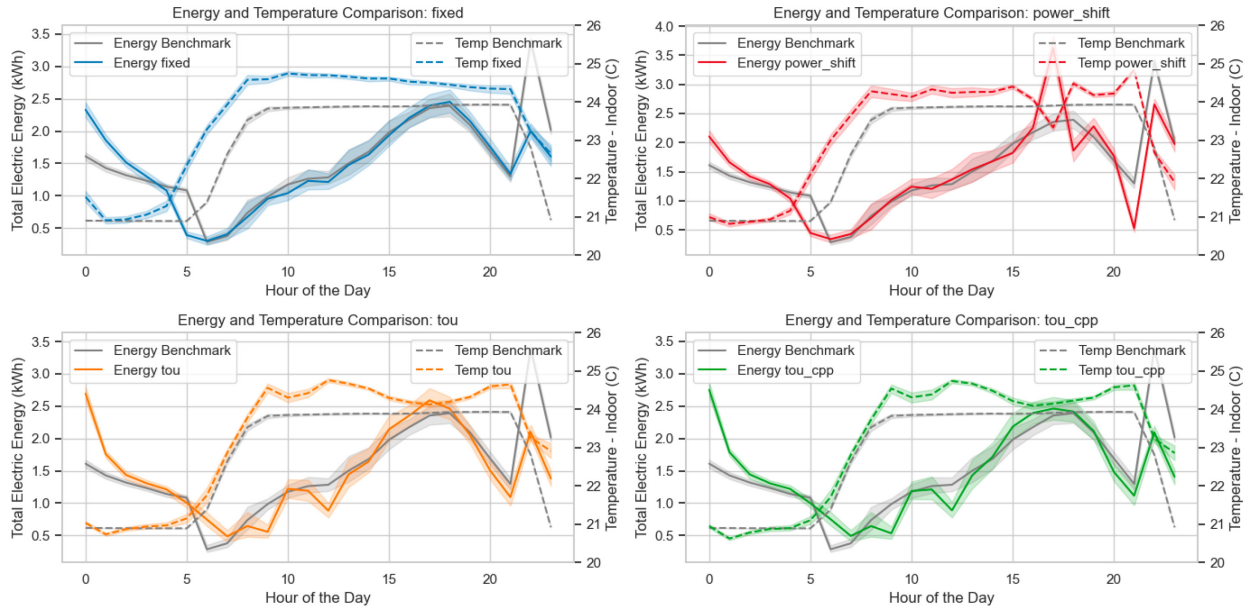 Energy and Temperature Comparison: fixed
Total Electric Energy (kWh)
3.5
3.0
2.5
2.0
1.5
1.0
0.5
Energy Benchmark
Energy fixed
Temp Benchmark
Temp fixed
26
25
24
23
22
21
20
Temperature - Indoor (C)
0 5 10 15 20
Hour of the Day
Energy and Temperature Comparison: power_shift
Total Electric Energy (kWh)
4.0
3.5
3.0
2.5
2.0
1.5
1.0
0.5
Energy Benchmark
Energy power_shift
Temp Benchmark
Temp power_shift
26
25
24
23
22
21
20
Temperature - Indoor (C)
0 5 10 15 20
Hour of the Day
Energy and Temperature Comparison: tou
Total Electric Energy (kWh)
3.5
3.0
2.5
2.0
1.5
1.0
0.5
Energy Benchmark
Energy tou
Temp Benchmark
Temp tou
26
25
24
23
22
21
20
Temperature - Indoor (C)
0 5 10 15 20
Hour of the Day
Energy and Temperature Comparison: tou_cpp
Total Electric Energy (kWh)
3.5
3.0
2.5
2.0
1.5
1.0
0.5
Energy Benchmark
Energy tou_cpp
Temp Benchmark
Temp tou_cpp
26
25
24
23
22
21
20
Temperature - Indoor (C)
0 5 10 15 20
Hour of the Day